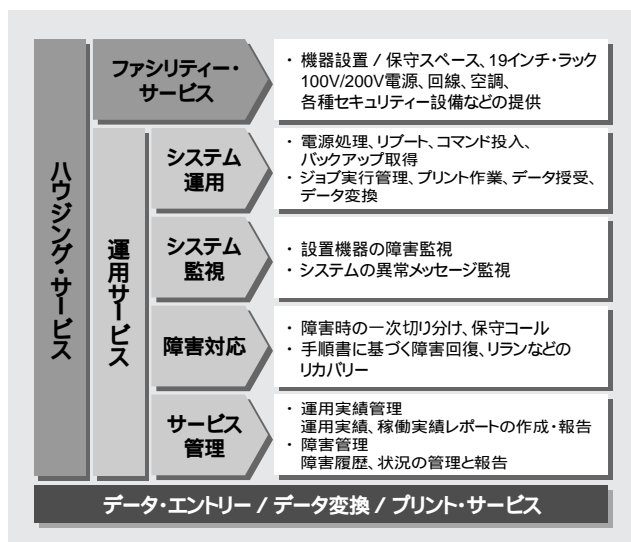 ハウジング・サービス
ファシリティー・
サービス
・ 機器設置 / 保守スペース、19インチ・ラック
100V/200V電源、回線、空調、
各種セキュリティー設備などの提供
運用サービス
システム
運用
・ 電源処理、リブート、コマンド投入、
バックアップ取得
・ ジョブ実行管理、プリント作業、データ授受、
データ変換
システム
監視
・ 設置機器の障害監視
・ システムの異常メッセージ監視
障害対応
・ 障害時の一次切り分け、保守コール
・ 手順書に基づく障害回復、リランなどの
リカバリー
サービス
管理
・ 運用実績管理
運用実績、稼働実績レポートの作成・報告
・ 障害管理
障害履歴、状況の管理と報告
データ・エントリー / データ変換 / プリント・サービス